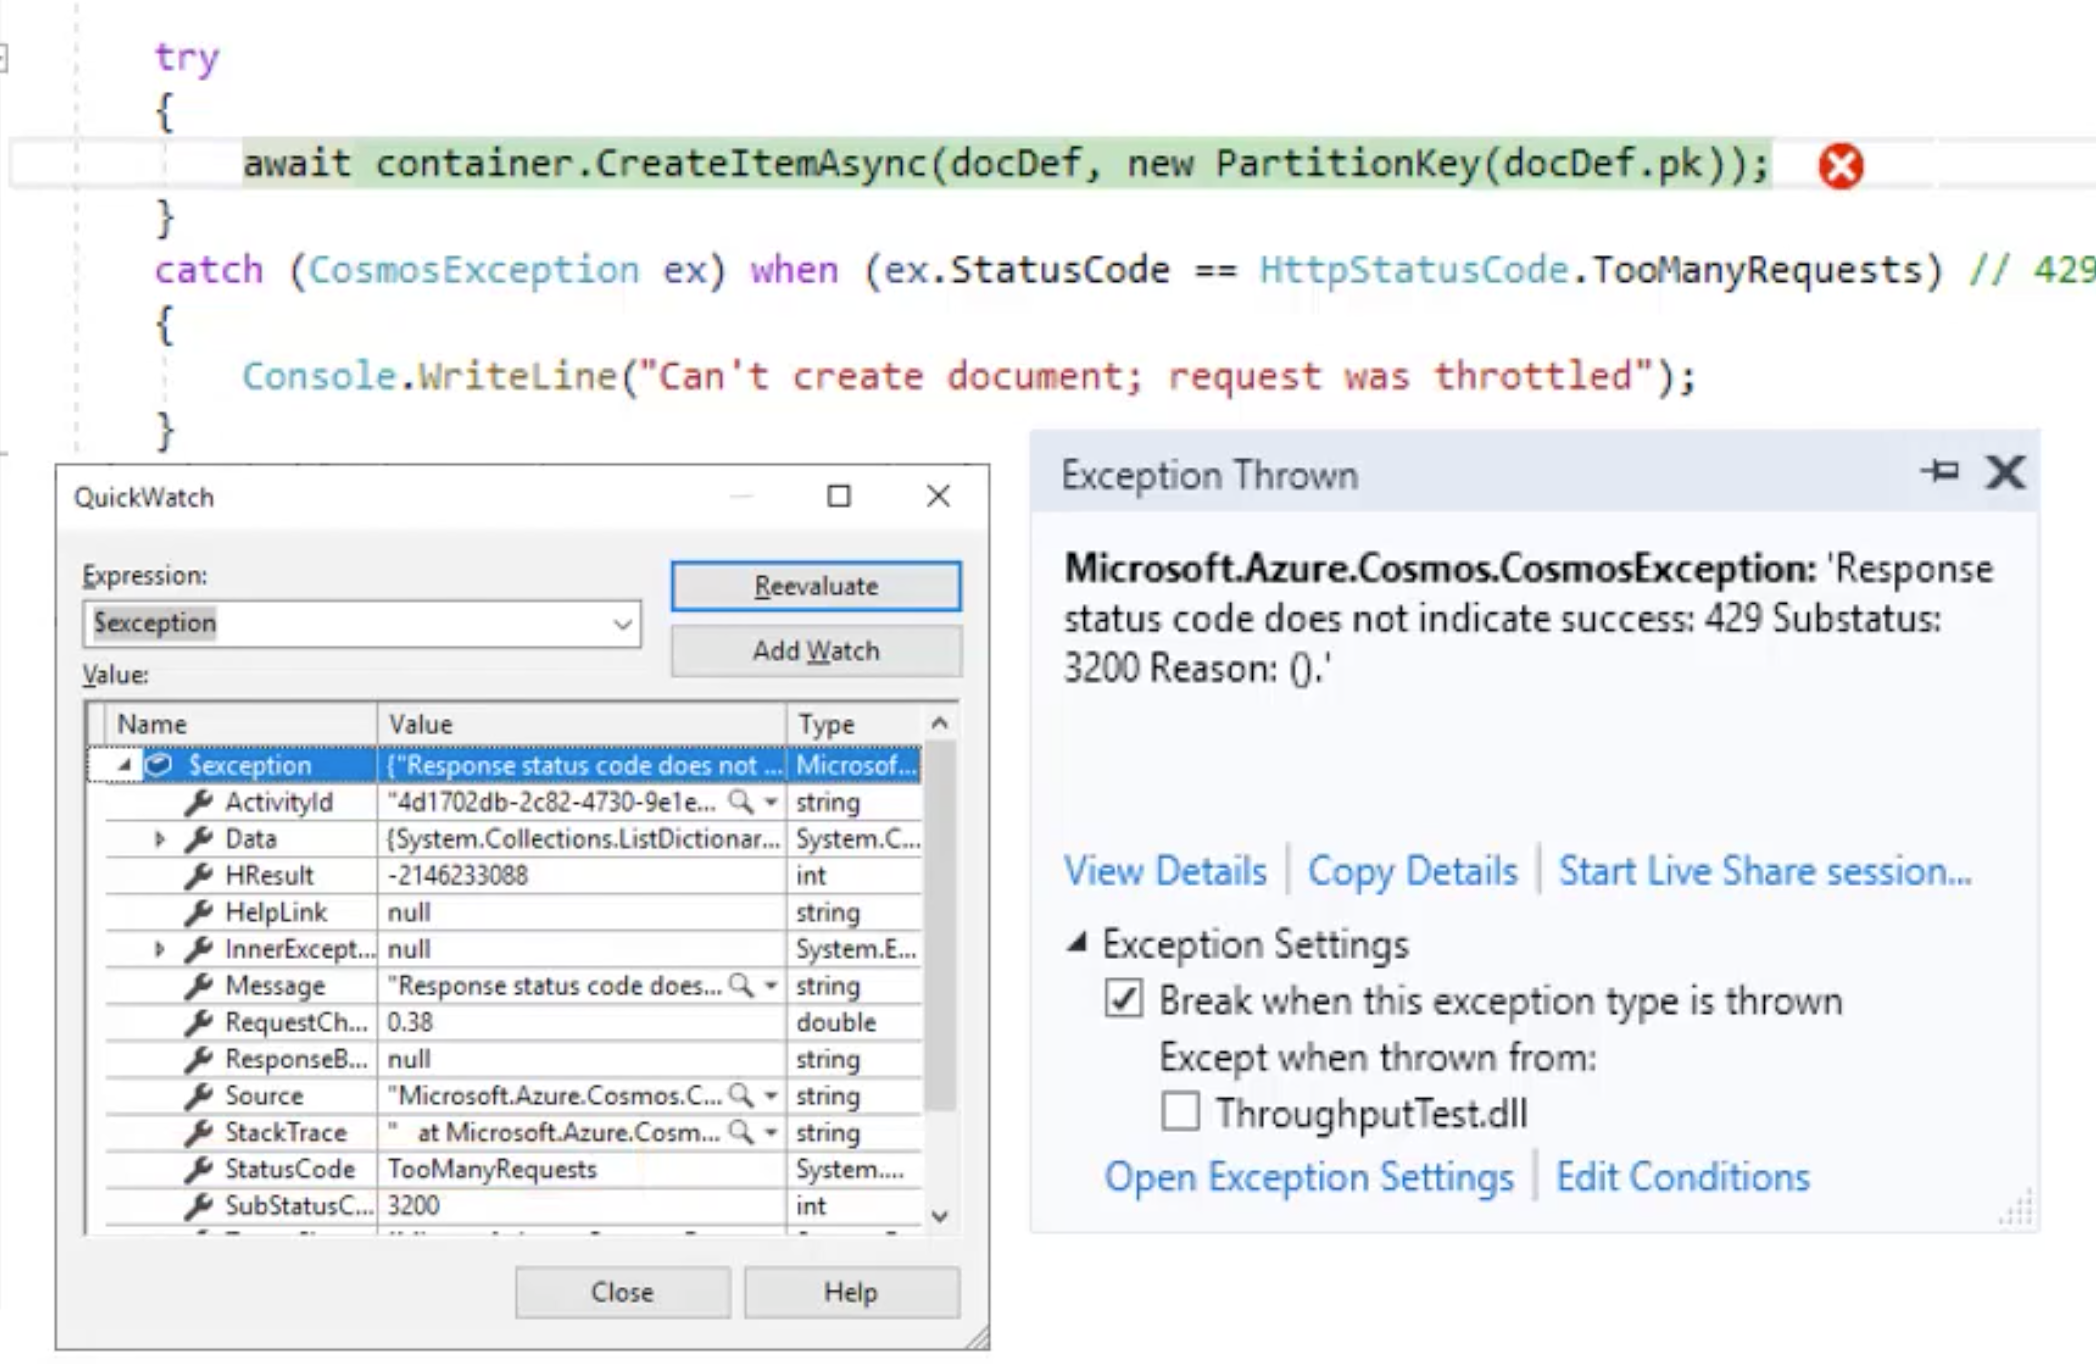 try
{
await container.CreateItemAsync(docDef, new PartitionKey(docDef.pk));
}
catch (CosmosException ex) when (ex.StatusCode == HttpStatusCode.TooManyRequests) // 429
{
Console.WriteLine("Can't create document; request was throttled");
}
QuickWatch
Expression:
$exception
Reevaluate
Add Watch
Value:
Name Value Type
$exception {"Response status code does not ... Microsof...
ActivityId "4d1702db-2c82-4730-9e1e... string
Data {System.Collections.ListDictionar... System.C...
HResult -2146233088 int
HelpLink null string
InnerExcept... null System.E...
Message "Response status code does... string
RequestCh... 0.38 double
ResponseB... null string
Source "Microsoft.Azure.Cosmos.C... string
StackTrace "   at Microsoft.Azure.Cosm... string
StatusCode TooManyRequests System....
SubStatusC... 3200 int
Close Help
Exception Thrown
Microsoft.Azure.Cosmos.CosmosException: 'Response
status code does not indicate success: 429 Substatus:
3200 Reason: ().'
View Details | Copy Details | Start Live Share session...
Exception Settings
Break when this exception type is thrown
Except when thrown from:
ThroughputTest.dll
Open Exception Settings | Edit Conditions